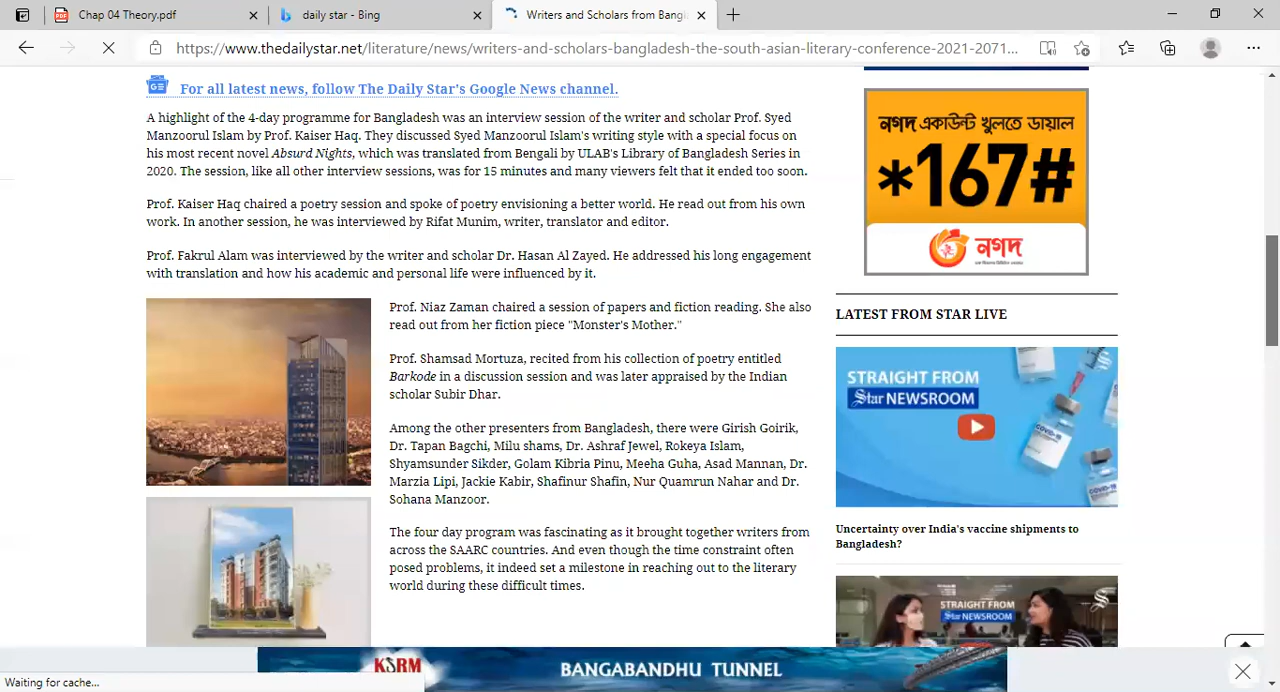 Chap 04 Theory.pdf
daily star - Bing
Writers and Scholars from Bangl
https://www.thedailystar.net/literature/news/writers-and-scholars-bangladesh-the-south-asian-literary-conference-2021-2071...
For all latest news, follow The Daily Star's Google News channel.
A highlight of the 4-day programme for Bangladesh was an interview session of the writer and scholar Prof. Syed
Manzoorul Islam by Prof. Kaiser Haq. They discussed Syed Manzoorul Islam's writing style with a special focus on
his most recent novel Absurd Nights, which was translated from Bengali by ULAB's Library of Bangladesh Series in
2020. The session, like all other interview sessions, was for 15 minutes and many viewers felt that it ended too soon.
Prof. Kaiser Haq chaired a poetry session and spoke of poetry envisioning a better world. He read out from his own
work. In another session, he was interviewed by Rifat Munim, writer, translator and editor.
Prof. Fakrul Alam was interviewed by the writer and scholar Dr. Hasan Al Zayed. He addressed his long engagement
with translation and how his academic and personal life were influenced by it.
Prof. Niaz Zaman chaired a session of papers and fiction reading. She also
read out from her fiction piece "Monster's Mother."
Prof. Shamsad Mortuza, recited from his collection of poetry entitled
Barkode in a discussion session and was later appraised by the Indian
scholar Subir Dhar.
Among the other presenters from Bangladesh, there were Girish Goirik,
Dr. Tapan Bagchi, Milu shams, Dr. Ashraf Jewel, Rokeya Islam,
Shyamsunder Sikder, Golam Kibria Pinu, Meeha Guha, Asad Mannan, Dr.
Marzia Lipi, Jackie Kabir, Shafinur Shafin, Nur Quamrun Nahar and Dr.
Sohana Manzoor.
The four day program was fascinating as it brought together writers from
across the SAARC countries. And even though the time constraint often
posed problems, it indeed set a milestone in reaching out to the literary
world during these difficult times.
নগদ একাউন্ট খুলতে ডায়াল
*167#
নগদ
LATEST FROM STAR LIVE
STRAIGHT FROM
Star NEWSROOM
Uncertainty over India's vaccine shipments to
Bangladesh?
STRAIGHT FROM
Star NEWSROOM
KSRM
BANGABANDHU TUNNEL
Waiting for cache...